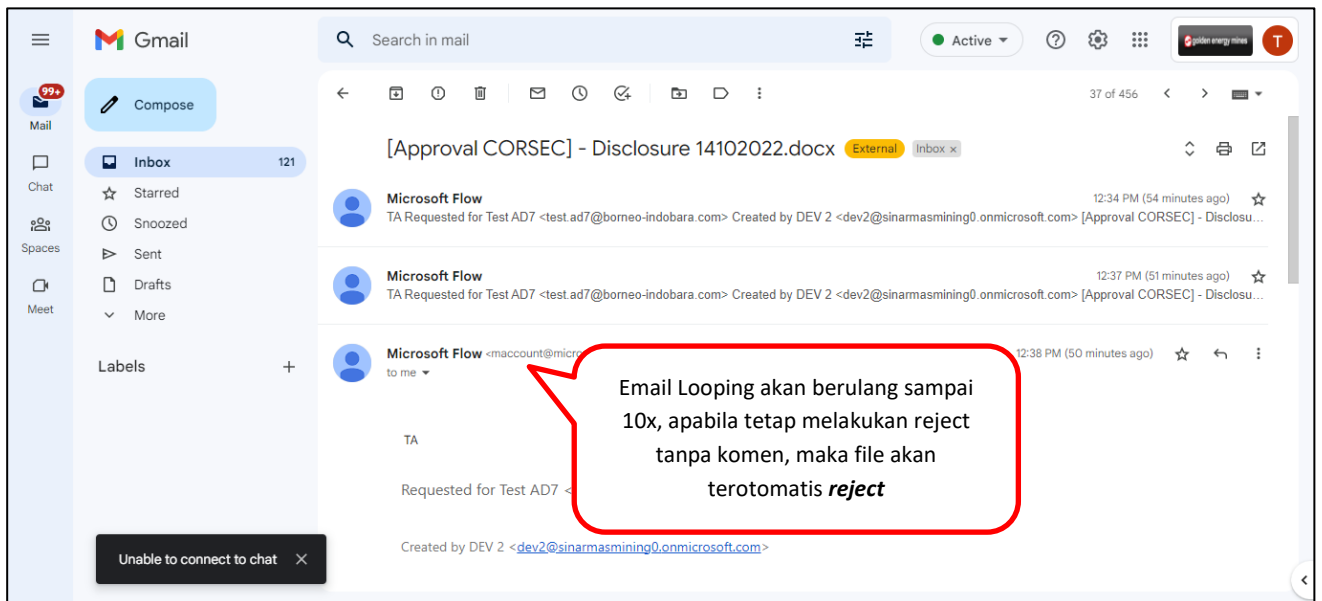 Gmail
Search in mail
Active
golden energy mines
T
99+
Mail
Compose
37 of 456
[Approval CORSEC] - Disclosure 14102022.docx External Inbox x
Inbox 121
Chat
Starred
Microsoft Flow 12:34 PM (54 minutes ago)
TA Requested for Test AD7 <test.ad7@borneo-indobara.com> Created by DEV 2 <dev2@sinarmasmining0.onmicrosoft.com> [Approval CORSEC] - Disclosu...
Snoozed
Spaces
Sent
Drafts
Microsoft Flow 12:37 PM (51 minutes ago)
TA Requested for Test AD7 <test.ad7@borneo-indobara.com> Created by DEV 2 <dev2@sinarmasmining0.onmicrosoft.com> [Approval CORSEC] - Disclosu...
Meet
More
Labels +
Microsoft Flow <maccount@micr 12:38 PM (50 minutes ago)
to me
Email Looping akan berulang sampai
10x, apabila tetap melakukan reject
tanpa komen, maka file akan
terotomatis reject
TA
Requested for Test AD7 <
Created by DEV 2 <dev2@sinarmasmining0.onmicrosoft.com>
Unable to connect to chat